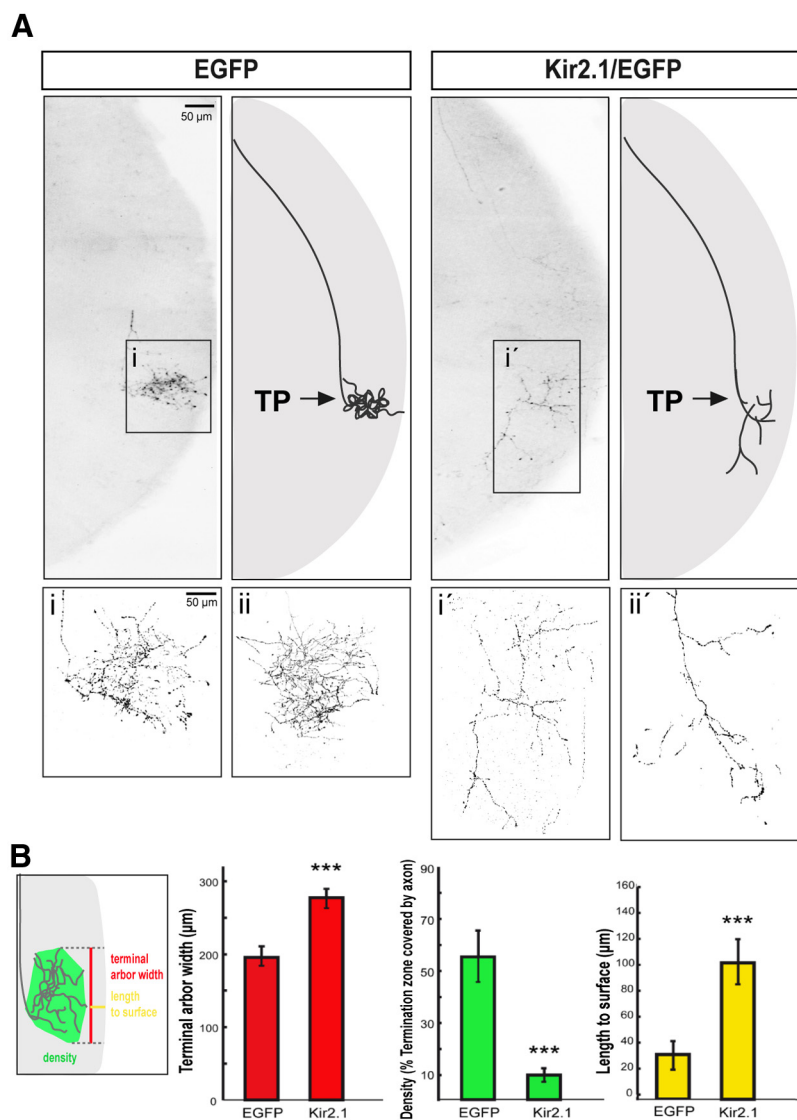 A
EGFP
Kir2.1/EGFP
50 µm
i
TP
i´
TP
i
50 µm
ii
i´
ii´
B
terminal
arbor width
length
to surface
density
Terminal arbor width (µm)
300
200
100
0
***
EGFP
Kir2.1
Density (% Termination zone covered by axon)
90
70
50
30
10
***
EGFP
Kir2.1
Length to surface (µm)
160
140
120
100
80
60
40
20
0
***
EGFP
Kir2.1